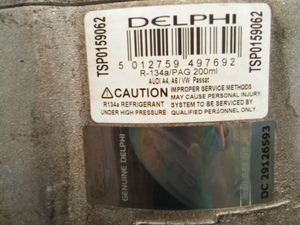 DELPHI
TSP0159062
TSP0159062
5 012759 497692
R-134a/PAG 200ml
AUDI A4, A6 / VW Passat
CAUTION
R134a REFRIGERANT
UNDER HIGH PRESSURE
IMPROPER SERVICE METHODS
MAY CAUSE PERSONAL INJURY
SYSTEM TO BE SERVICED BY
QUALIFIED PERSONNEL ONLY.
GENUINE DELPHI
DC 29126593